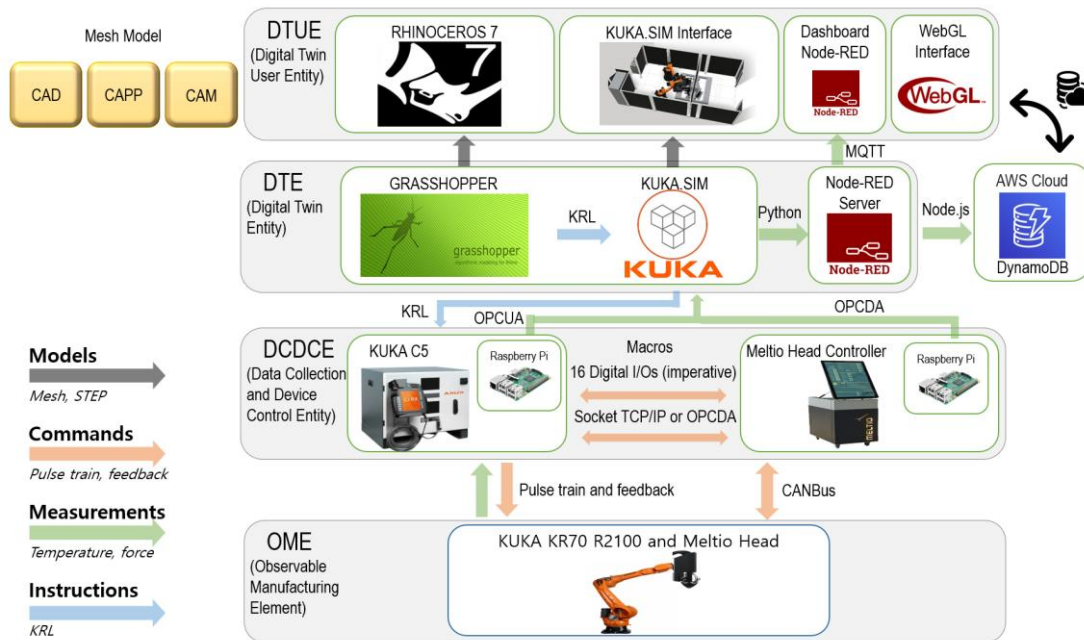 Mesh Model
CAD
CAPP
CAM
DTUE
(Digital Twin
User Entity)
RHINOCEROS 7
7
KUKA.SIM Interface
Dashboard
Node-RED
Node-RED
WebGL
Interface
WebGL
MQTT
DTE
(Digital Twin
Entity)
GRASSHOPPER
grasshopper
KRL
KUKA.SIM
KUKA
Python
Node-RED
Server
Node-RED
Node.js
AWS Cloud
DynamoDB
KRL
OPCUA
OPCDA
DCDCE
(Data Collection
and Device
Control Entity)
KUKA C5
Raspberry Pi
Macros
16 Digital I/Os (imperative)
Socket TCP/IP or OPCDA
Meltio Head Controller
MELTIO
Raspberry Pi
Pulse train and feedback
CANBus
OME
(Observable
Manufacturing
Element)
KUKA KR70 R2100 and Meltio Head
Models
Mesh, STEP
Commands
Pulse train, feedback
Measurements
Temperature, force
Instructions
KRL